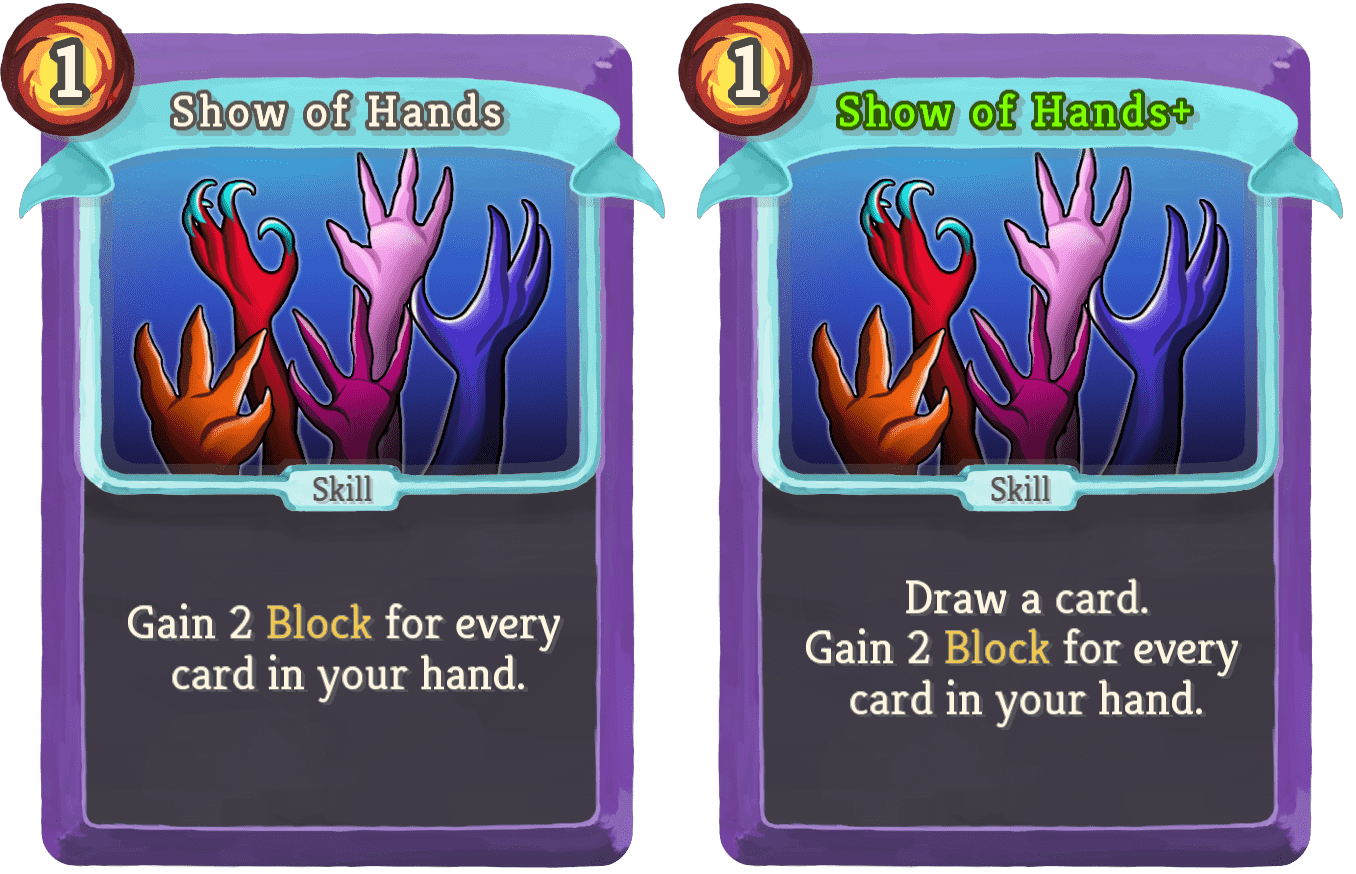 1
Show of Hands
Skill
Gain 2 Block for every
card in your hand.
1
Show of Hands+
Skill
Draw a card.
Gain 2 Block for every
card in your hand.